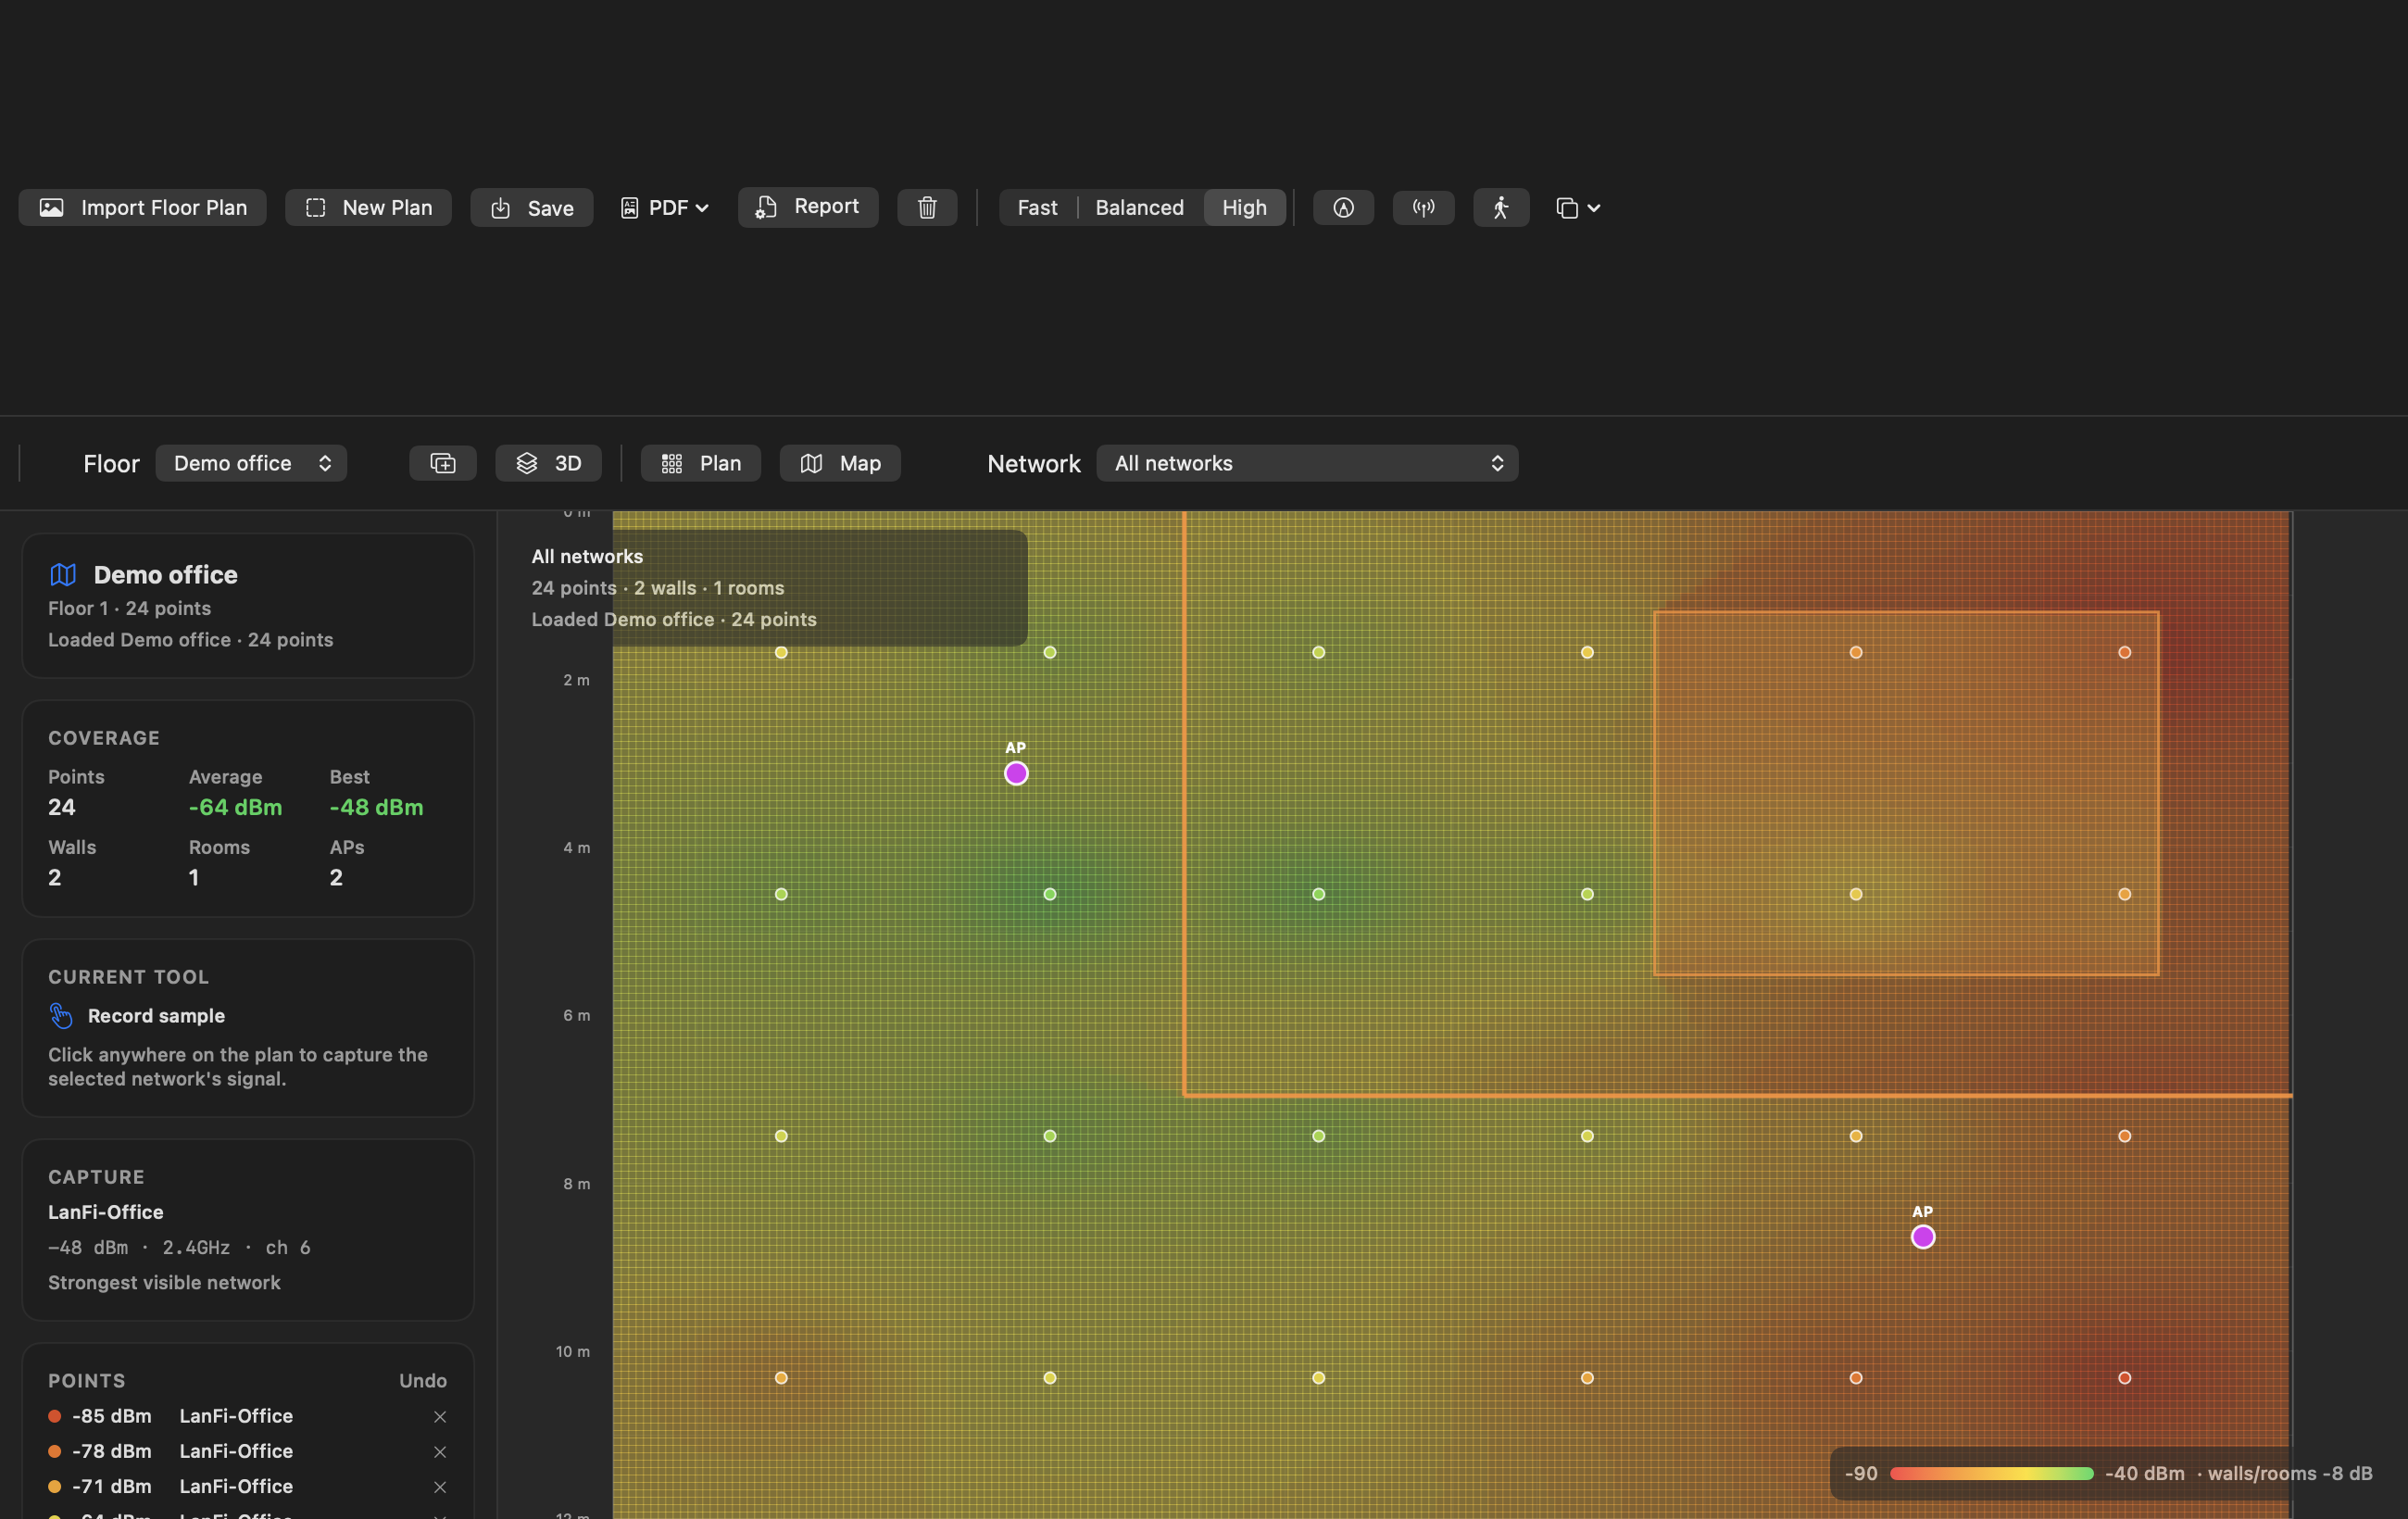 Import Floor Plan New Plan Save PDF Report Fast Balanced High
Floor Demo office 3D Plan Map Network All networks
Demo office
Floor 1 · 24 points
Loaded Demo office · 24 points
COVERAGE
Points Average Best
24 -64 dBm -48 dBm
Walls Rooms APs
2 1 2
CURRENT TOOL
Record sample
Click anywhere on the plan to capture the
selected network's signal.
CAPTURE
LanFi-Office
−48 dBm · 2.4GHz · ch 6
Strongest visible network
POINTS Undo
-85 dBm LanFi-Office
-78 dBm LanFi-Office
-71 dBm LanFi-Office
-64 dBm LanFi-Office
0 m
All networks
24 points · 2 walls · 1 rooms
Loaded Demo office · 24 points
2 m
AP
4 m
6 m
8 m
AP
10 m
12 m
-90 -40 dBm · walls/rooms -8 dB